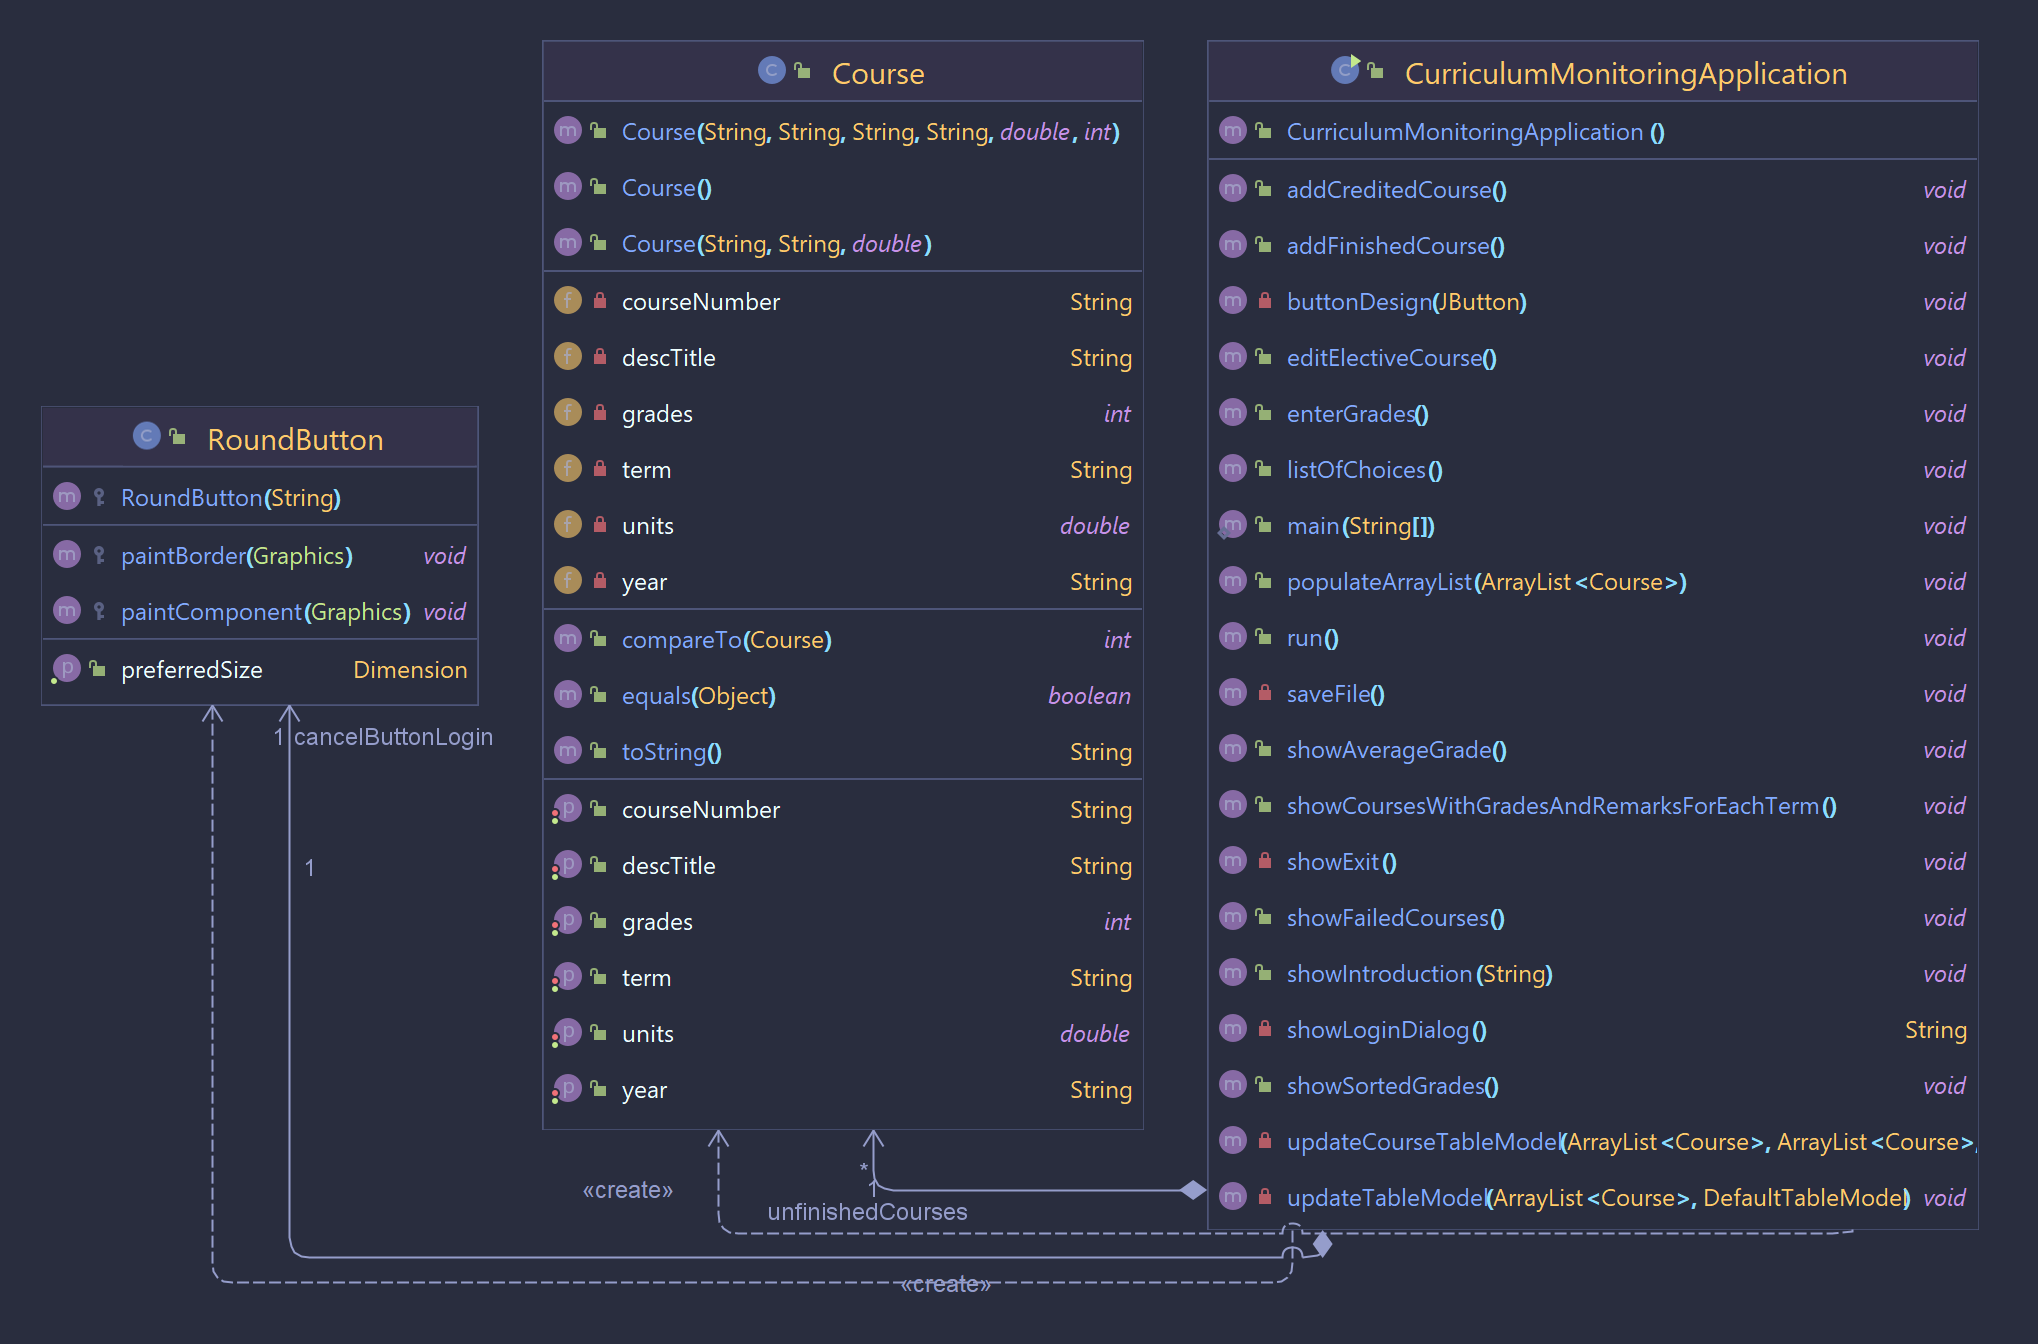 Course
Course(String, String, String, String, double, int)
Course()
Course(String, String, double)
courseNumber String
descTitle String
grades int
term String
units double
year String
compareTo(Course) int
equals(Object) boolean
toString() String
courseNumber String
descTitle String
grades int
term String
units double
year String
CurriculumMonitoringApplication
CurriculumMonitoringApplication ()
addCreditedCourse() void
addFinishedCourse() void
buttonDesign(JButton) void
editElectiveCourse() void
enterGrades() void
listOfChoices() void
main(String[]) void
populateArrayList(ArrayList<Course>) void
run() void
saveFile() void
showAverageGrade() void
showCoursesWithGradesAndRemarksForEachTerm() void
showExit() void
showFailedCourses() void
showIntroduction(String) void
showLoginDialog() String
showSortedGrades() void
updateCourseTableModel(ArrayList<Course>, ArrayList<Course>,
updateTableModel(ArrayList<Course>, DefaultTableModel) void
RoundButton
RoundButton(String)
paintBorder(Graphics) void
paintComponent(Graphics) void
preferredSize Dimension
1 cancelButtonLogin
1
*
1
«create»
unfinishedCourses
«create»